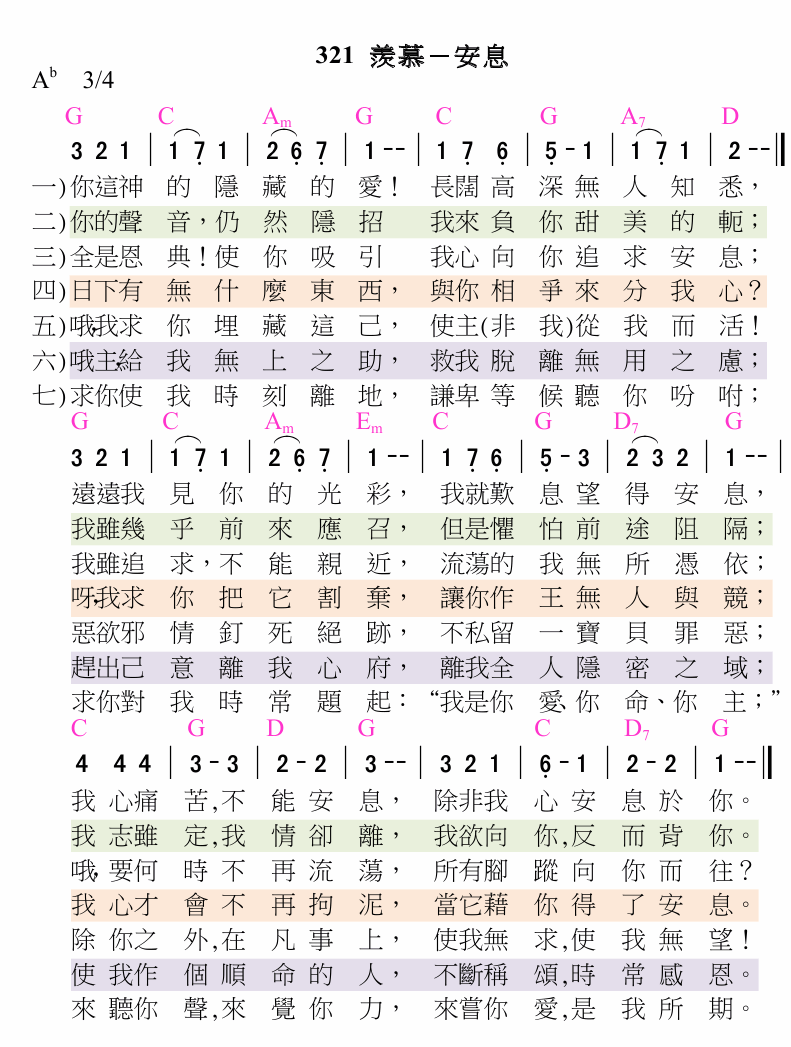 321 羨慕－安息
A♭ 3/4
G C Am G C G A7 D
3 2 1 | 1 7̣ 1 | 2 6̣ 7̣ | 1 -- | 1 7̣ 6̣ | 5̣ - 1 | 1 7̣ 1 | 2 -- ‖
一)你這神 的 隱 藏 的 愛！ 長闊 高 深 無 人 知 悉，
二)你的聲 音，仍 然 隱 招 我來 負 你 甜 美 的 軛；
三)全是恩 典！使 你 吸 引 我心 向 你 追 求 安 息；
四)日下有 無 什 麼 東 西， 與你 相 爭 來 分 我 心？
五)哦，我求 你 埋 藏 這 己， 使主(非 我)從 我 而 活！
六)哦主，給 我 無 上 之 助， 救我 脫 離 無 用 之 慮；
七)求你使 我 時 刻 離 地， 謙卑 等 候 聽 你 吩 咐；
G C Am Em C G D7 G
3 2 1 | 1 7̣ 1 | 2 6̣ 7̣ | 1 -- | 1 7̣ 6̣ | 5̣ - 3 | 2 3 2 | 1 -- |
遠遠我 見 你 的 光 彩， 我就歎 息 望 得 安 息，
我雖幾 乎 前 來 應 召， 但是懼 怕 前 途 阻 隔；
我雖追 求，不 能 親 近， 流蕩的 我 無 所 憑 依；
呀，我求 你 把 它 割 棄， 讓你作 王 無 人 與 競；
惡欲邪 情 釘 死 絕 跡， 不私留 一 寶 貝 罪 惡；
趕出己 意 離 我 心 府， 離我全 人 隱 密 之 域；
求你對 我 時 常 題 起： “我是你 愛、你 命、你 主；”
C G D G C D7 G
4 4 4 | 3 - 3 | 2 - 2 | 3 -- | 3 2 1 | 6̣ - 1 | 2 - 2 | 1 -- ‖
我 心痛 苦,不 能 安 息， 除非我 心 安 息 於 你。
我 志雖 定,我 情 卻 離， 我欲向 你,反 而 背 你。
哦，要何 時 不 再 流 蕩， 所有腳 蹤 向 你 而 往？
我 心才 會 不 再 拘 泥， 當它藉 你 得 了 安 息。
除 你之 外,在 凡 事 上， 使我無 求,使 我 無 望！
使 我作 個 順 命 的 人， 不斷稱 頌,時 常 感 恩。
來 聽你 聲,來 覺 你 力， 來嘗你 愛,是 我 所 期。